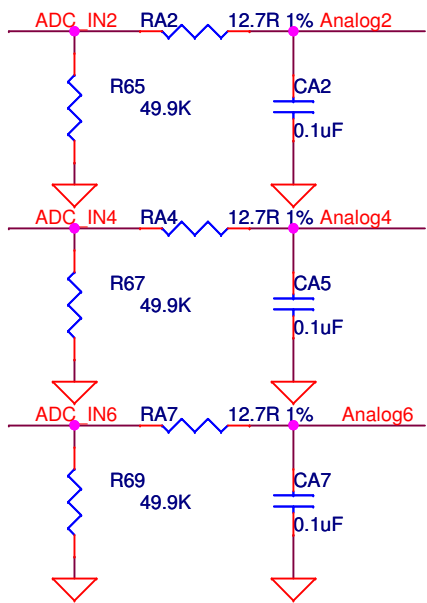 ADC_IN2 RA2 12.7R 1% Analog2
R65 CA2
49.9K
0.1uF
ADC_IN4 RA4 12.7R 1% Analog4
R67 CA5
49.9K
0.1uF
ADC_IN6 RA7 12.7R 1% Analog6
R69 CA7
49.9K
0.1uF